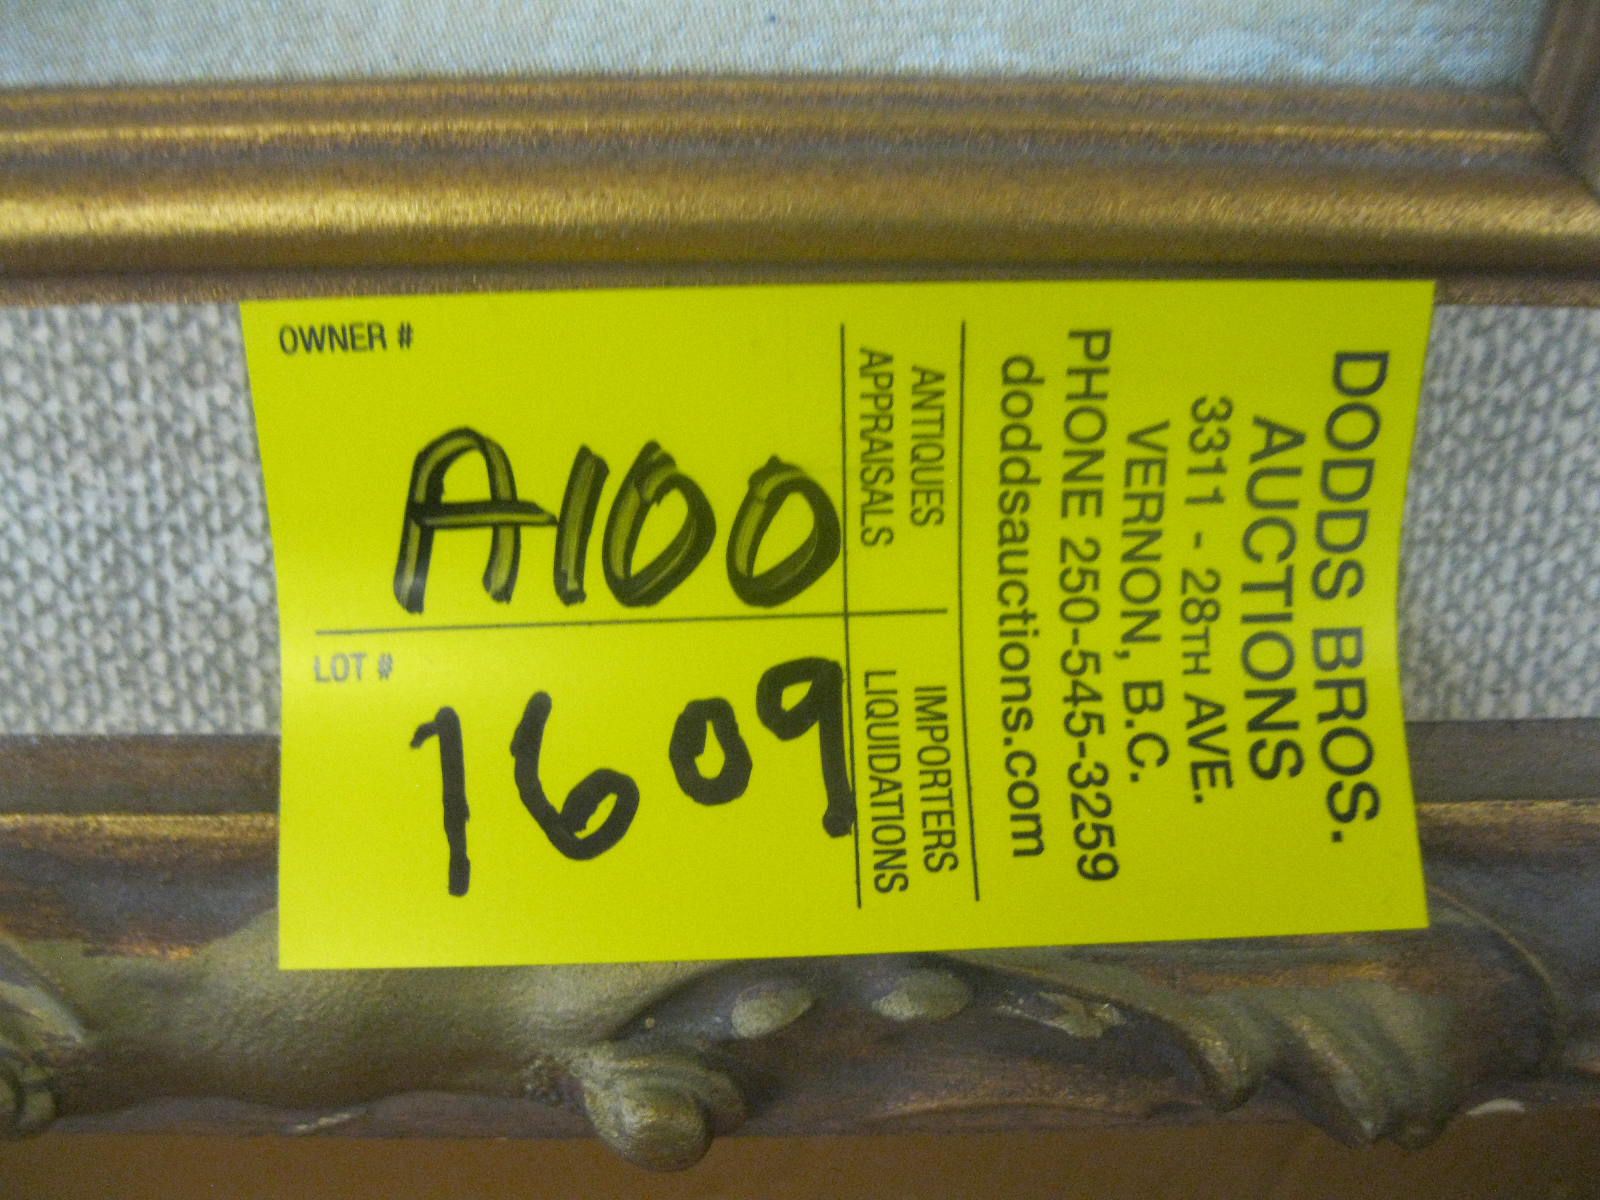 DODDS BROS.
AUCTIONS
3311 - 28TH AVE.
VERNON, B.C.
PHONE 250-545-3259
doddsauctions.com
ANTIQUES
APPRAISALS
IMPORTERS
LIQUIDATIONS
OWNER #
A100
LOT #
1609